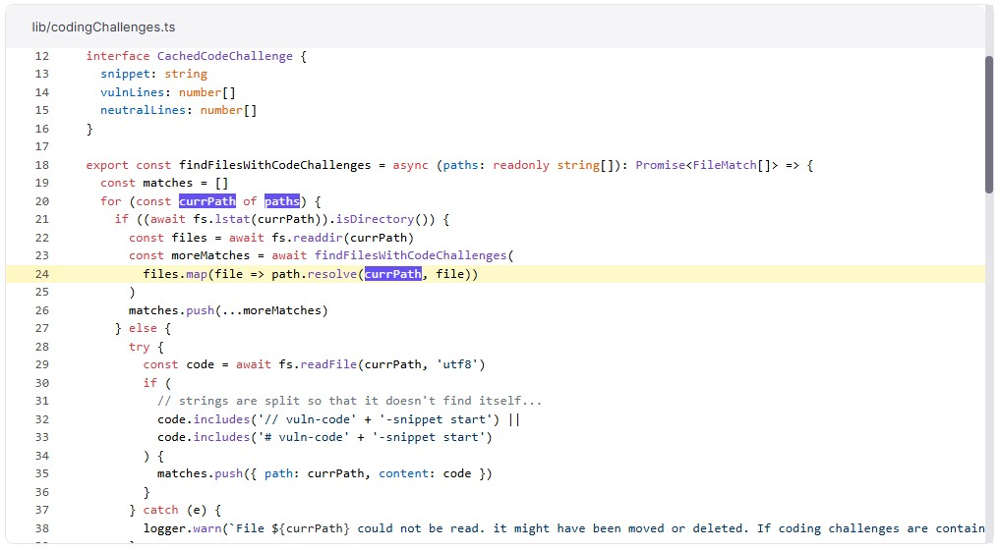 lib/codingChallenges.ts
12 interface CachedCodeChallenge {
13 snippet: string
14 vulnLines: number[]
15 neutralLines: number[]
16 }
17
18 export const findFilesWithCodeChallenges = async (paths: readonly string[]): Promise<FileMatch[]> => {
19 const matches = []
20 for (const currPath of paths) {
21 if ((await fs.lstat(currPath)).isDirectory()) {
22 const files = await fs.readdir(currPath)
23 const moreMatches = await findFilesWithCodeChallenges(
24 files.map(file => path.resolve(currPath, file))
25 )
26 matches.push(...moreMatches)
27 } else {
28 try {
29 const code = await fs.readFile(currPath, 'utf8')
30 if (
31 // strings are split so that it doesn't find itself...
32 code.includes('// vuln-code' + '-snippet start') ||
33 code.includes('# vuln-code' + '-snippet start')
34 ) {
35 matches.push({ path: currPath, content: code })
36 }
37 } catch (e) {
38 logger.warn(`File ${currPath} could not be read. it might have been moved or deleted. If coding challenges are contain